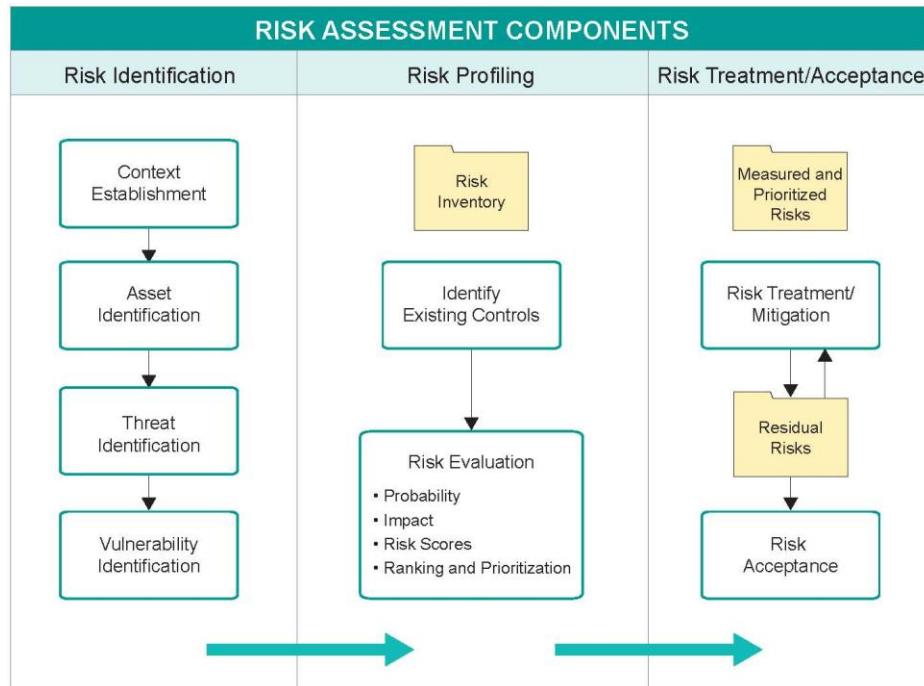 RISK ASSESSMENT COMPONENTS
Risk Identification
Risk Profiling
Risk Treatment/Acceptance
Context
Establishment
Asset
Identification
Threat
Identification
Vulnerability
Identification
Risk
Inventory
Identify
Existing Controls
Risk Evaluation
• Probability
• Impact
• Risk Scores
• Ranking and Prioritization
Measured and
Prioritized
Risks
Risk Treatment/
Mitigation
Residual
Risks
Risk
Acceptance